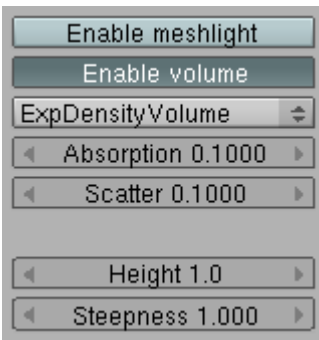 Enable meshlight
Enable volume
ExpDensityVolume
Absorption 0.1000
Scatter 0.1000
Height 1.0
Steepness 1.000